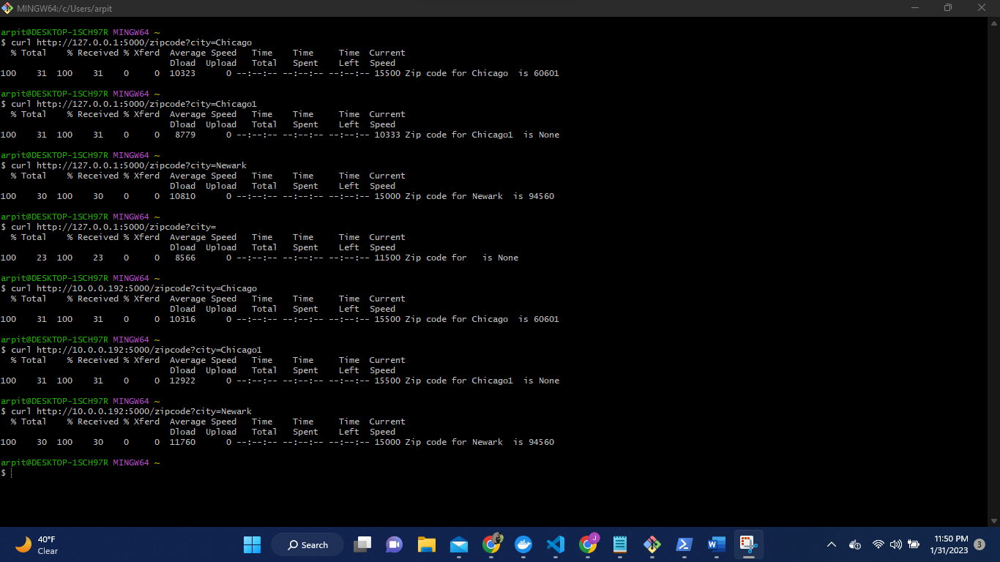 MINGW64:/c/Users/arpit
arpit@DESKTOP-1SCH97R MINGW64 ~
$ curl http://127.0.0.1:5000/zipcode?city=Chicago
  % Total    % Received % Xferd  Average Speed   Time    Time     Time  Current
                                 Dload  Upload   Total   Spent    Left  Speed
100    31  100    31    0     0  10323      0 --:--:-- --:--:-- --:--:-- 15500 Zip code for Chicago  is 60601
arpit@DESKTOP-1SCH97R MINGW64 ~
$ curl http://127.0.0.1:5000/zipcode?city=Chicago1
  % Total    % Received % Xferd  Average Speed   Time    Time     Time  Current
                                 Dload  Upload   Total   Spent    Left  Speed
100    31  100    31    0     0   8779      0 --:--:-- --:--:-- --:--:-- 10333 Zip code for Chicago1  is None
arpit@DESKTOP-1SCH97R MINGW64 ~
$ curl http://127.0.0.1:5000/zipcode?city=Newark
  % Total    % Received % Xferd  Average Speed   Time    Time     Time  Current
                                 Dload  Upload   Total   Spent    Left  Speed
100    30  100    30    0     0  10810      0 --:--:-- --:--:-- --:--:-- 15000 Zip code for Newark  is 94560
arpit@DESKTOP-1SCH97R MINGW64 ~
$ curl http://127.0.0.1:5000/zipcode?city=
  % Total    % Received % Xferd  Average Speed   Time    Time     Time  Current
                                 Dload  Upload   Total   Spent    Left  Speed
100    23  100    23    0     0   8566      0 --:--:-- --:--:-- --:--:-- 11500 Zip code for   is None
arpit@DESKTOP-1SCH97R MINGW64 ~
$ curl http://10.0.0.192:5000/zipcode?city=Chicago
  % Total    % Received % Xferd  Average Speed   Time    Time     Time  Current
                                 Dload  Upload   Total   Spent    Left  Speed
100    31  100    31    0     0  10316      0 --:--:-- --:--:-- --:--:-- 15500 Zip code for Chicago  is 60601
arpit@DESKTOP-1SCH97R MINGW64 ~
$ curl http://10.0.0.192:5000/zipcode?city=Chicago1
  % Total    % Received % Xferd  Average Speed   Time    Time     Time  Current
                                 Dload  Upload   Total   Spent    Left  Speed
100    31  100    31    0     0  12922      0 --:--:-- --:--:-- --:--:-- 15500 Zip code for Chicago1  is None
arpit@DESKTOP-1SCH97R MINGW64 ~
$ curl http://10.0.0.192:5000/zipcode?city=Newark
  % Total    % Received % Xferd  Average Speed   Time    Time     Time  Current
                                 Dload  Upload   Total   Spent    Left  Speed
100    30  100    30    0     0  11760      0 --:--:-- --:--:-- --:--:-- 15000 Zip code for Newark  is 94560
arpit@DESKTOP-1SCH97R MINGW64 ~
$
40°F
Clear
Search
J
W
11:50 PM
1/31/2023
3